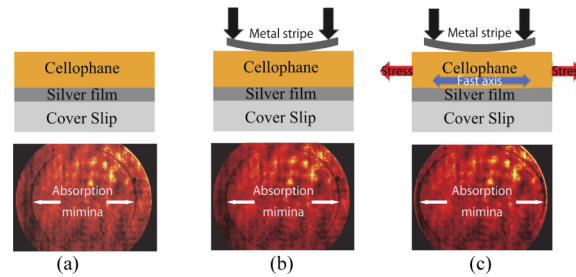 Metal stripe
Metal stripe
Cellophane
Cellophane
Stress
Cellophane
Stress
Fast axis
Silver film
Silver film
Silver film
Cover Slip
Cover Slip
Cover Slip
Absorption
mimina
Absorption
mimina
Absorption
mimina
(a)
(b)
(c)